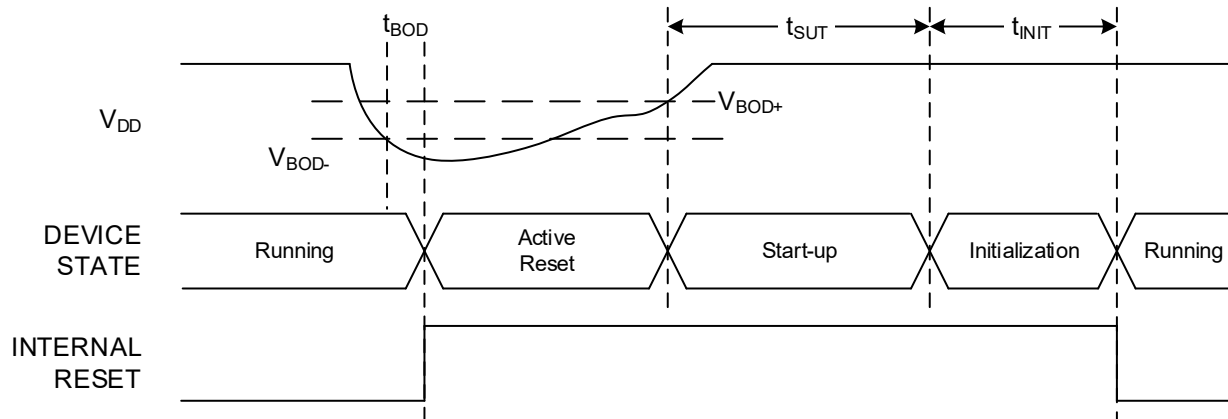 tBOD
tSUT
tINIT
VDD
VBOD+
VBOD-
DEVICE
STATE
Running
Active
Reset
Start-up
Initialization
Running
INTERNAL
RESET